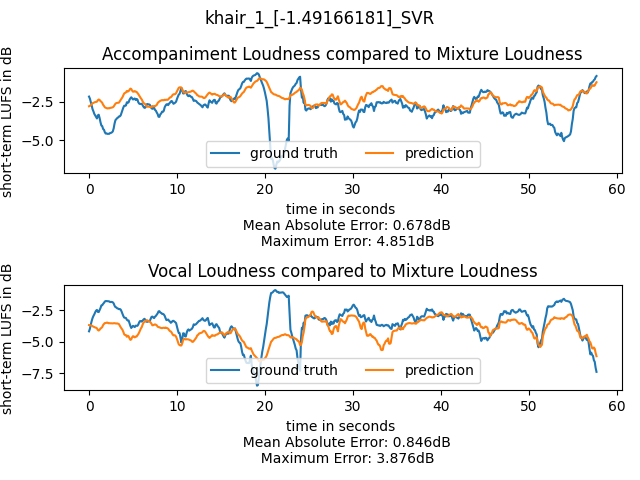 khair_1_[-1.49166181]_SVR
Accompaniment Loudness compared to Mixture Loudness
short-term LUFS in dB
−2.5
−5.0
ground truth prediction
0 10 20 30 40 50 60
time in seconds
Mean Absolute Error: 0.678dB
Maximum Error: 4.851dB
Vocal Loudness compared to Mixture Loudness
short-term LUFS in dB
−2.5
−5.0
−7.5
ground truth prediction
0 10 20 30 40 50 60
time in seconds
Mean Absolute Error: 0.846dB
Maximum Error: 3.876dB